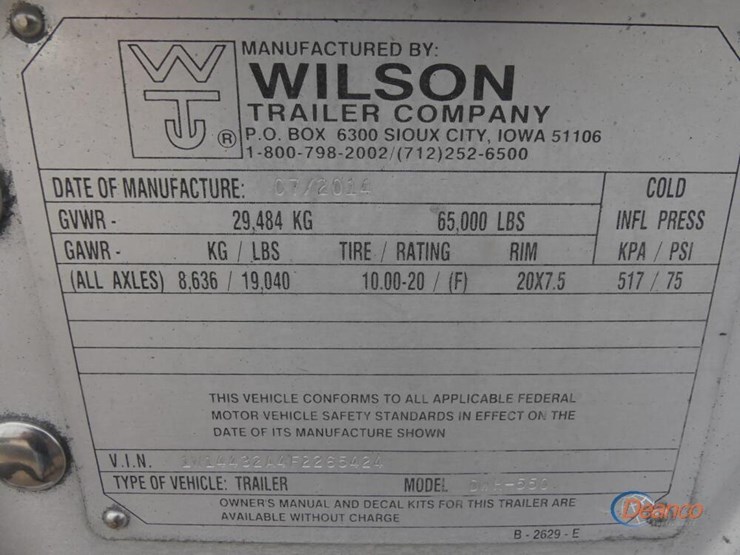 MANUFACTURED BY:
WT
WILSON
TRAILER COMPANY
® P.O. BOX 6300 SIOUX CITY, IOWA 51106
1-800-798-2002/(712)252-6500
DATE OF MANUFACTURE: 07/2014 COLD
GVWR - 29,484 KG 65,000 LBS INFL PRESS
GAWR - KG / LBS TIRE / RATING RIM KPA / PSI
(ALL AXLES) 8,636 / 19,040 10.00-20 / (F) 20X7.5 517 / 75
THIS VEHICLE CONFORMS TO ALL APPLICABLE FEDERAL
MOTOR VEHICLE SAFETY STANDARDS IN EFFECT ON THE
DATE OF ITS MANUFACTURE SHOWN
V.I.N.
TYPE OF VEHICLE: TRAILER MODEL
OWNER'S MANUAL AND DECAL KITS FOR THIS TRAILER ARE
AVAILABLE WITHOUT CHARGE
B - 2629 - E
Deanco